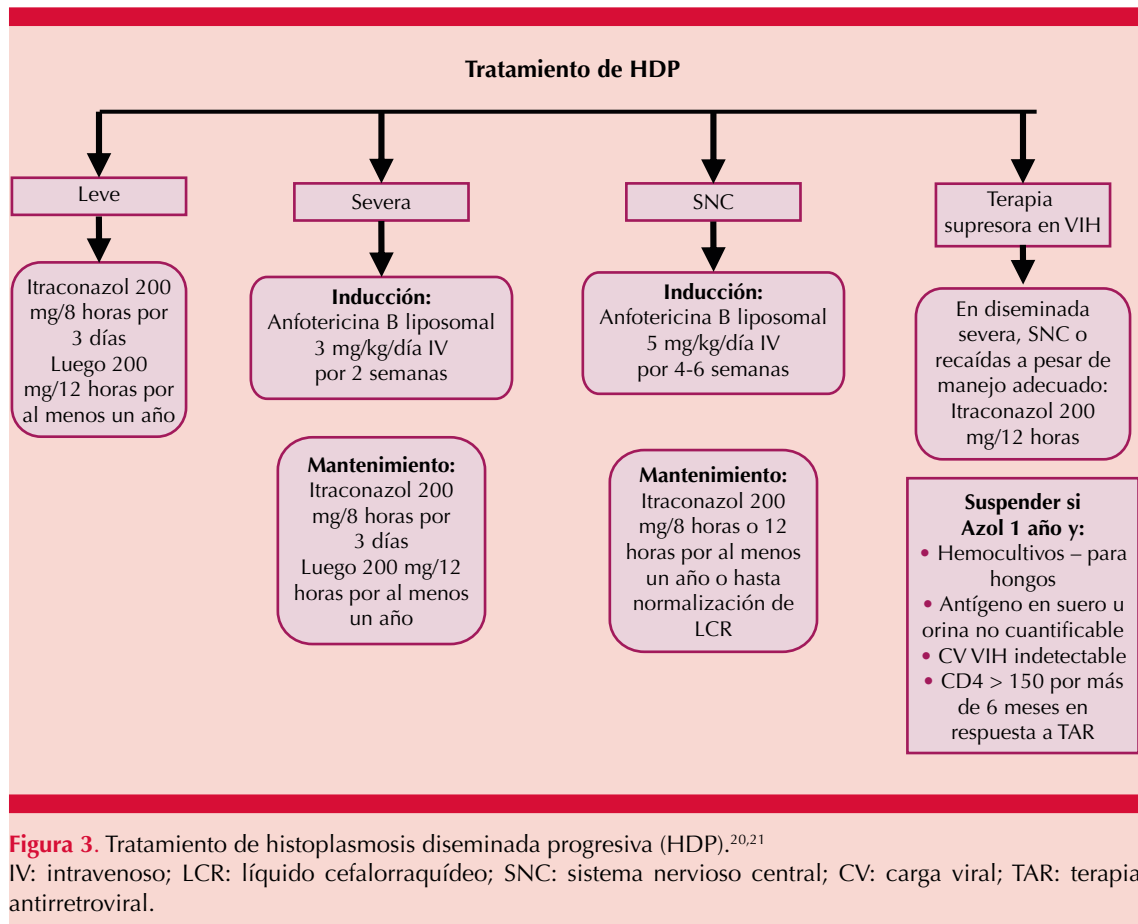 Tratamiento de HDP
Leve
Itraconazol 200
mg/8 horas por
3 días
Luego 200
mg/12 horas por
al menos un año
Severa
Inducción:
Anfotericina B liposomal
3 mg/kg/día IV
por 2 semanas
Mantenimiento:
Itraconazol 200
mg/8 horas por
3 días
Luego 200 mg/12
horas por al menos
un año
SNC
Inducción:
Anfotericina B liposomal
5 mg/kg/día IV
por 4-6 semanas
Mantenimiento:
Itraconazol 200
mg/8 horas o 12
horas por al menos
un año o hasta
normalización de
LCR
Terapia
supresora en VIH
En diseminada
severa, SNC o
recaídas a pesar de
manejo adecuado:
Itraconazol 200
mg/12 horas
Suspender si
Azol 1 año y:
• Hemocultivos – para
hongos
• Antígeno en suero u
orina no cuantificable
• CV VIH indetectable
• CD4 > 150 por más
de 6 meses en
respuesta a TAR
Figura 3. Tratamiento de histoplasmosis diseminada progresiva (HDP).20,21
IV: intravenoso; LCR: líquido cefalorraquídeo; SNC: sistema nervioso central; CV: carga viral; TAR: terapia
antirretroviral.